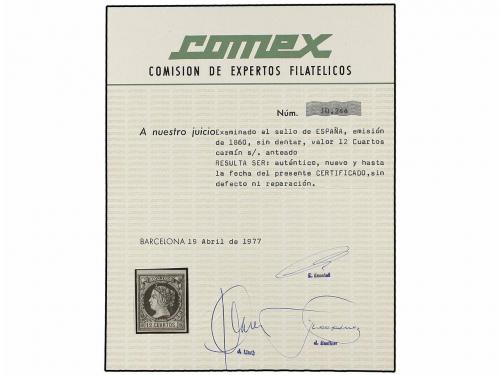 comex
COMISION DE EXPERTOS FILATELICOS
Núm.
A nuestro juicio Examinado el sello de ESPAÑA, emisión
de 1860, sin dentar, valor 12 Cuartos
carmín s/. anteado
RESULTA SER: auténtico, nuevo y hasta
la fecha del presente CERTIFICADO,sin
defecto ni reparación.
BARCELONA 19 Abril de 1977
12 CUARTOS